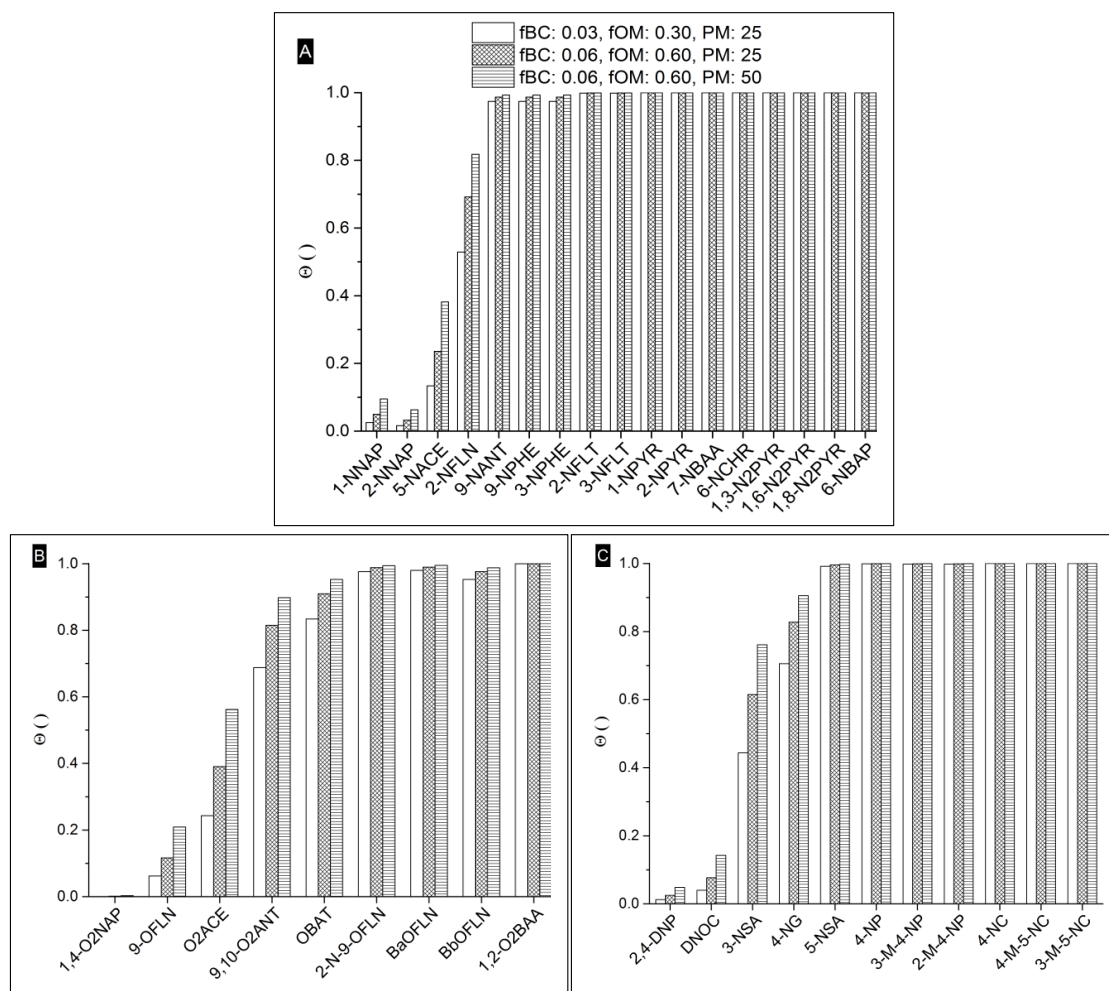 A
fBC: 0.03, fOM: 0.30, PM: 25
fBC: 0.06, fOM: 0.60, PM: 25
fBC: 0.06, fOM: 0.60, PM: 50
1.0
0.8
0.6
0.4
0.2
0.0
Θ ( )
1-NNAP
2-NNAP
5-NACE
2-NFLN
9-NANT
9-NPHE
3-NPHE
2-NFLT
3-NFLT
1-NPYR
2-NPYR
7-NBAA
6-NCHR
1,3-N2PYR
1,6-N2PYR
1,8-N2PYR
6-NBAP
B
1.0
0.8
0.6
0.4
0.2
0.0
Θ ( )
1,4-O2NAP
9-OFLN
O2ACE
9,10-O2ANT
OBAT
2-N-9-OFLN
BaOFLN
BbOFLN
1,2-O2BAA
C
1.0
0.8
0.6
0.4
0.2
0.0
Θ ( )
2,4-DNP
DNOC
3-NSA
4-NG
5-NSA
4-NP
3-M-4-NP
2-M-4-NP
4-NC
4-M-5-NC
3-M-5-NC